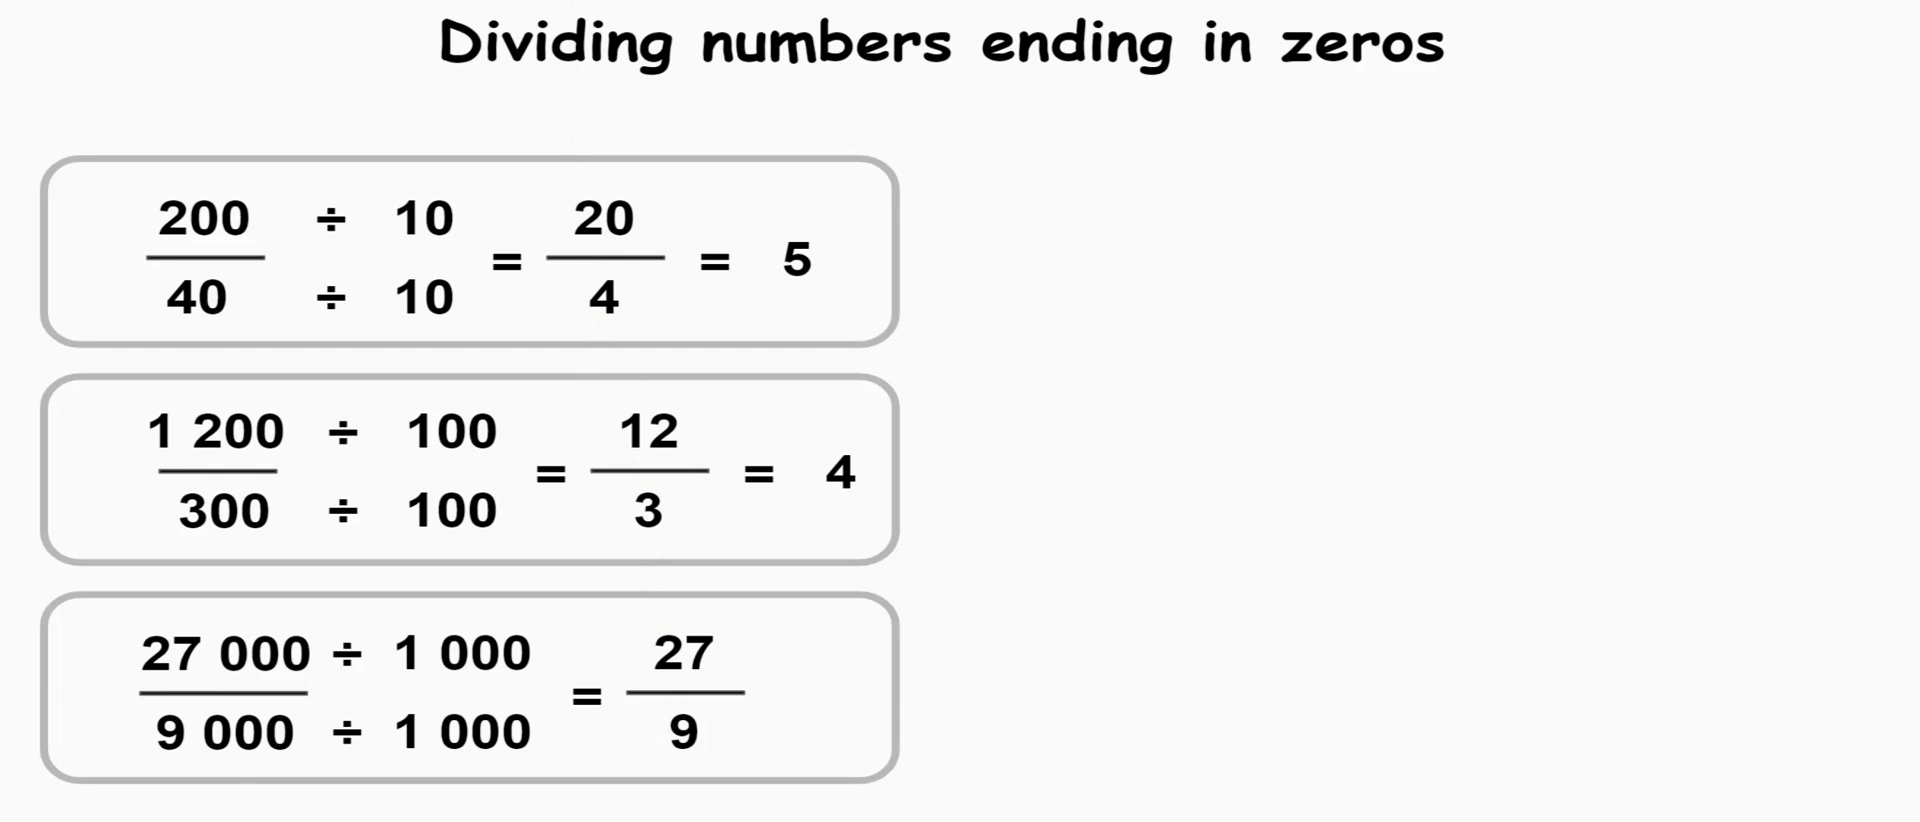 Dividing numbers ending in zeros
200 ÷ 10
40 ÷ 10
= 20/4 = 5
1 200 ÷ 100
300 ÷ 100
= 12/3 = 4
27 000 ÷ 1 000
9 000 ÷ 1 000
= 27/9